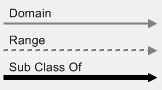 Domain
Range
Sub Class Of